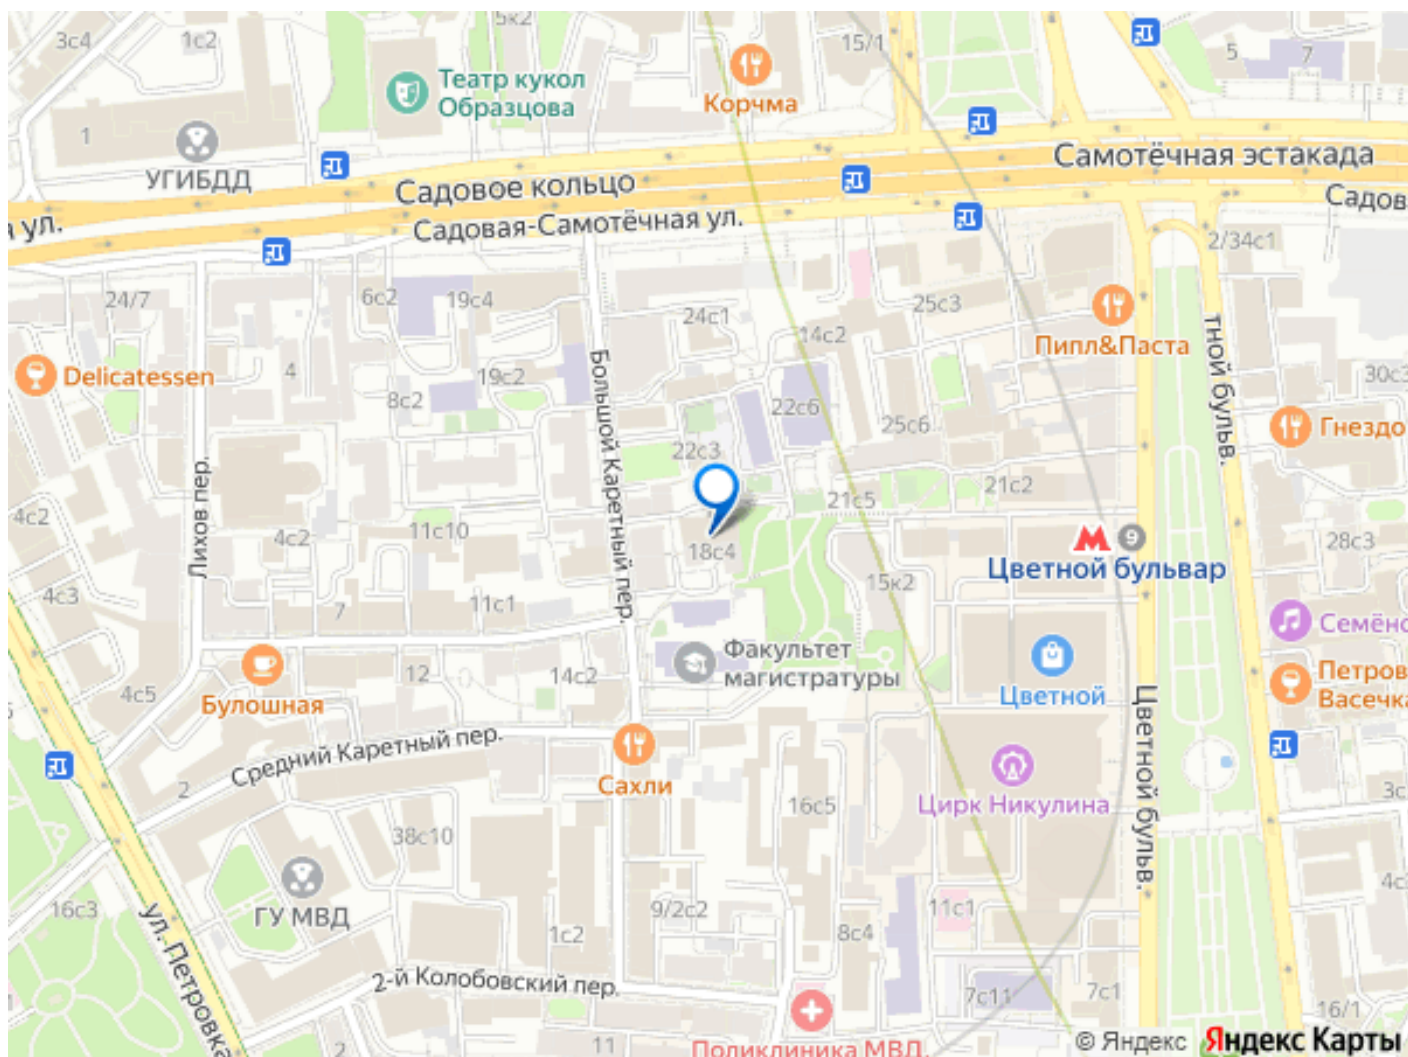 5к2
3с4
1с2
15/1
5
7
Театр кукол
Образцова
Корчма
1
УГИБДД
Самотёчная эстакада
Садовое кольцо
Садов
ул.
Садовая-Самотёчная ул.
2/34с1
24/7
6с2
19с4
24с1
25с3
14с2
Пипл&Паста
тной бульв.
Delicatessen
4
19с2
30с3
8с2
Большой Каретный пер.
22с6
25с6
Гнездо
22с3
Лихов пер.
21с5
21с2
4с2
11с10
4с2
18с4
9
28с3
Цветной бульвар
15к2
4с3
7
11с1
Семёно
Факультет
магистратуры
12
14с2
4с5
Булошная
Цветной
Петров
Васечка
Цветной бульв.
Средний Каретный пер.
Сахли
2
16с5
Цирк Никулина
3с
38с10
4с
16с3
ул. Петровка
ГУ МВД
9/2с2
11с1
8с4
1с2
2-й Колобовский пер.
7с11
7с1
16/1
11
Поликлиника МВД,
© Яндекс Яндекс Карты